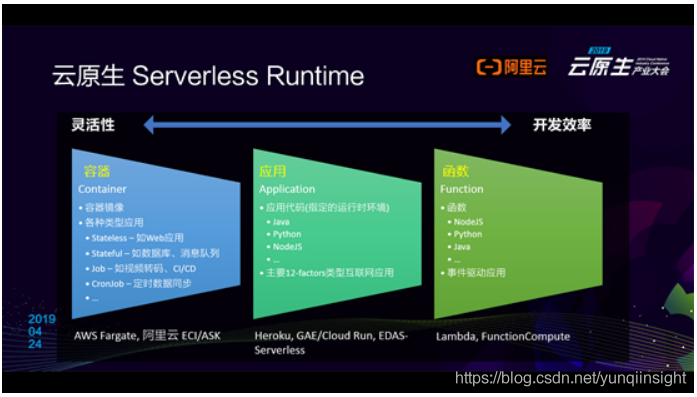 云原生 Serverless Runtime
阿里云
2019
云原生
产业大会
灵活性
开发效率
容器
Container
• 容器镜像
• 各种类型应用
• Stateless – 如Web应用
• Stateful – 如数据库、消息队列
• Job – 如视频转码、CI/CD
• CronJob – 定时数据同步
• ...
应用
Application
• 应用代码(指定的运行时环境)
• Java
• Python
• NodeJS
• ...
• 主要12-factors类型互联网应用
函数
Function
• 函数
• NodeJS
• Python
• Java
• ...
• 事件驱动应用
2019
04
24
AWS Fargate, 阿里云 ECI/ASK
Heroku, GAE/Cloud Run, EDAS-
Serverless
Lambda, FunctionCompute
https://blog.csdn.net/yunqiinsight